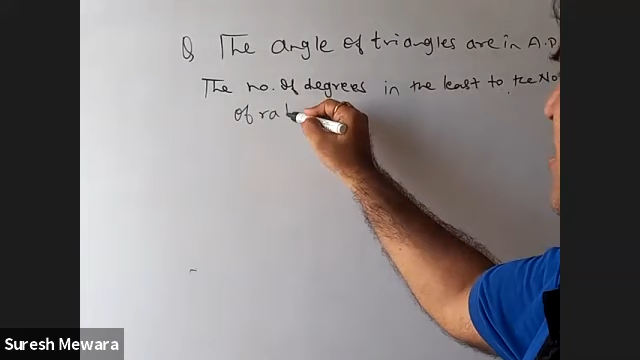 Q The angle of triangles are in A.P
The no. of degrees in the least to the No
of rad
Suresh Mewara